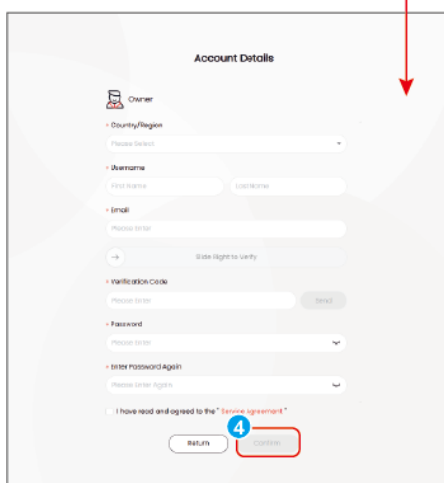 Account Details
Owner
* Country/Region
Please Select
* Username
First Name Last Name
* Email
Please Enter
Slide Right to Verify
* Verification Code
Please Enter Send
* Password
Please Enter
* Enter Password Again
Please Enter Again
I have read and agreed to the " Service agreement "
4
Return Confirm